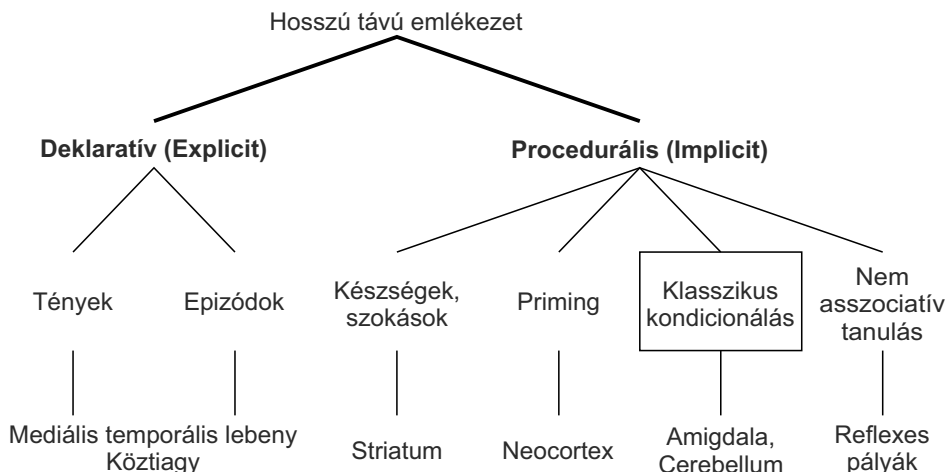 Hosszú távú emlékezet
Deklaratív (Explicit)
Procedurális (Implicit)
Tények
Epizódok
Készségek,
szokások
Priming
Klasszikus
kondicionálás
Nem
asszociatív
tanulás
Mediális temporális lebeny
Köztiagy
Striatum
Neocortex
Amigdala,
Cerebellum
Reflexes
pályák